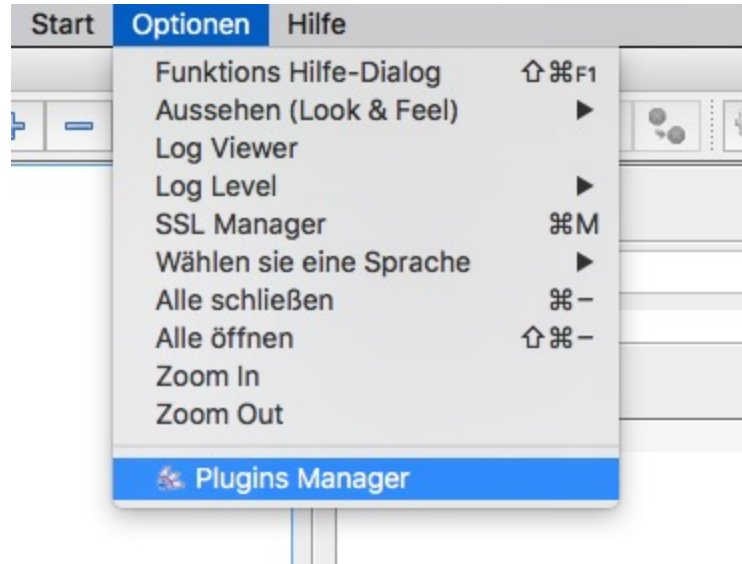 Start Optionen Hilfe
Funktions Hilfe-Dialog ⇧⌘F1
Aussehen (Look & Feel) ▶
Log Viewer
Log Level ▶
SSL Manager ⌘M
Wählen sie eine Sprache ▶
Alle schließen ⌘−
Alle öffnen ⇧⌘−
Zoom In
Zoom Out
Plugins Manager